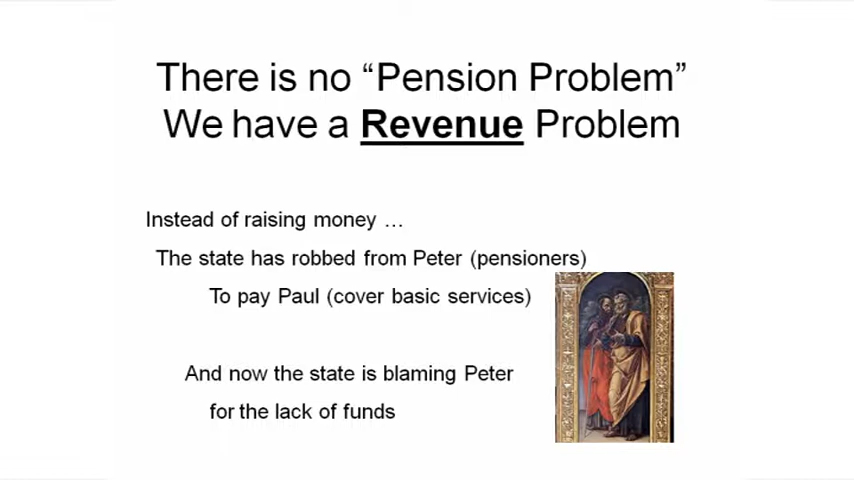 There is no “Pension Problem”
We have a Revenue Problem
Instead of raising money …
The state has robbed from Peter (pensioners)
To pay Paul (cover basic services)
And now the state is blaming Peter
for the lack of funds